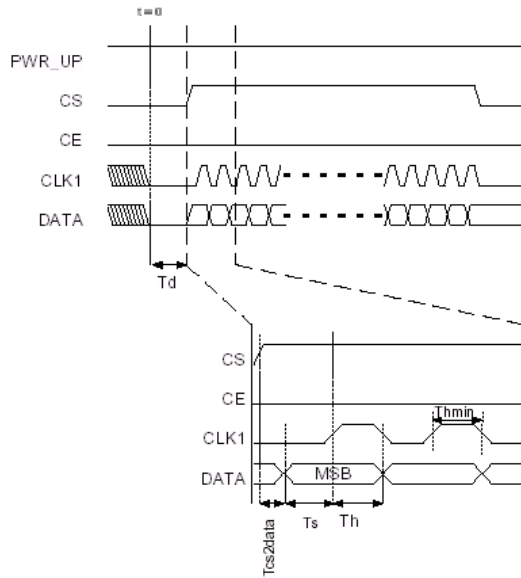 t=0
PWR_UP
CS
CE
CLK1
DATA
Td
CS
CE
Thmin
CLK1
MSB
DATA
Ts
Th
Tcs2data